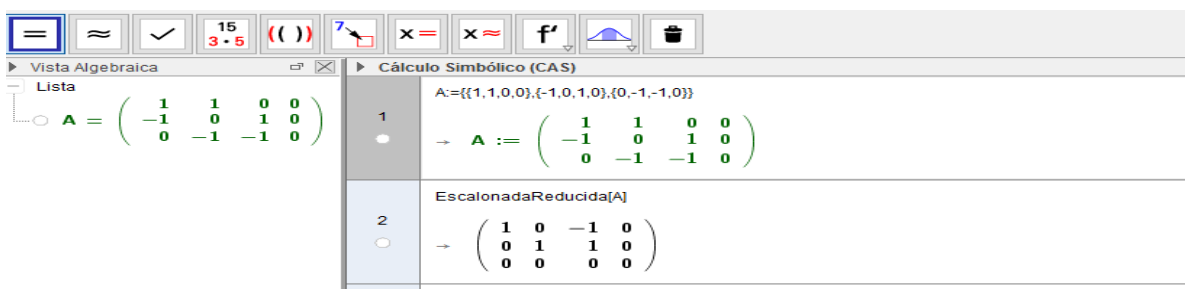 = ≈ ✓ 15 3 • 5 (( )) 7 x = x ≈ f′
Vista Algebraica
Cálculo Simbólico (CAS)
Lista
A = ( 1 1 0 0
−1 0 1 0
0 −1 −1 0 )
1
A:={{1,1,0,0},{-1,0,1,0},{0,-1,-1,0}}
→ A := ( 1 1 0 0
−1 0 1 0
0 −1 −1 0 )
2
EscalonadaReducida[A]
→ ( 1 0 −1 0
0 1 1 0
0 0 0 0 )